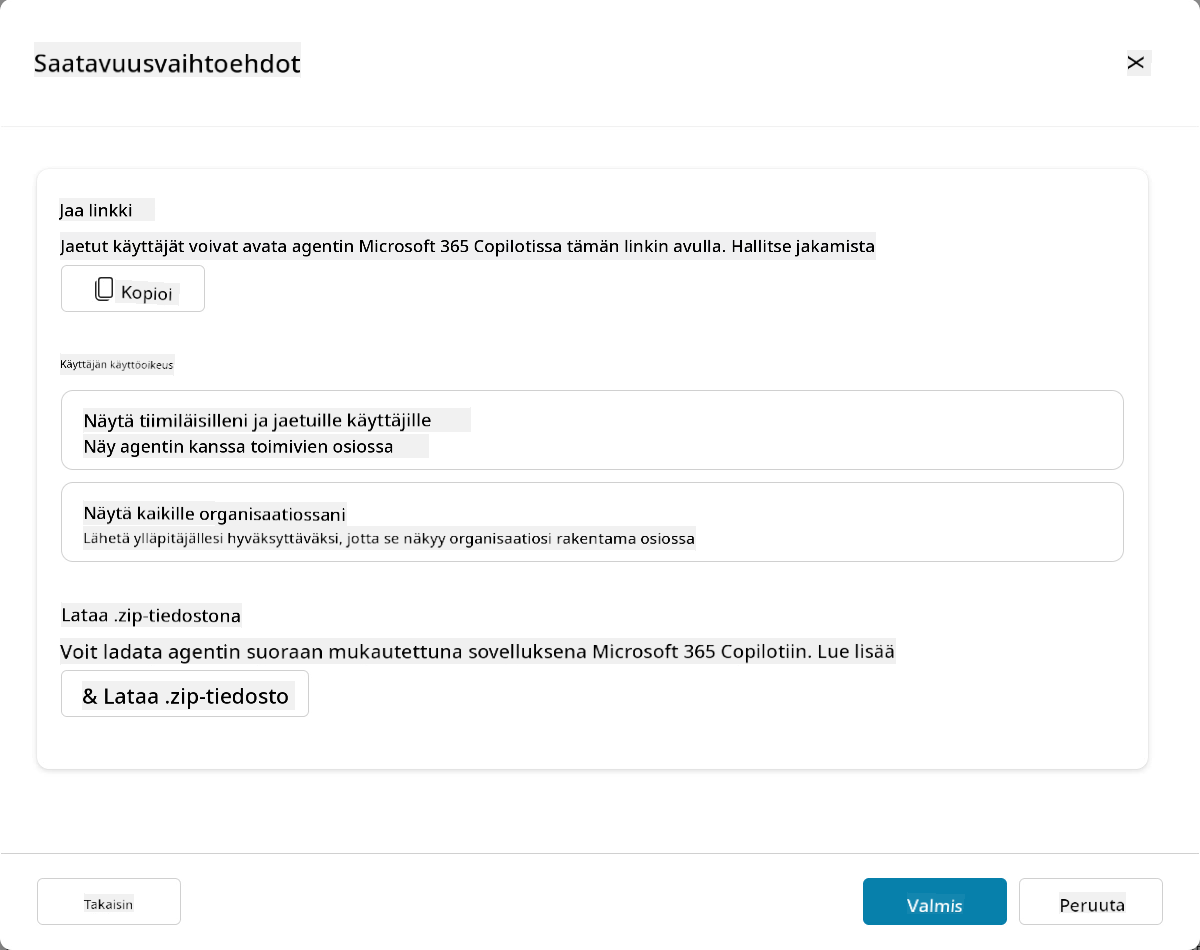 Saatavuusvaihtoehdot
Jaa linkki
Jaetut käyttäjät voivat avata agentin Microsoft 365 Copilotissa tämän linkin avulla. Hallitse jakamista
Kopioi
Käyttäjän käyttöoikeus
Näytä tiimiläisilleni ja jaetuille käyttäjille
Näy agentin kanssa toimivien osiossa
Näytä kaikille organisaatiossani
Lähetä ylläpitäjällesi hyväksyttäväksi, jotta se näkyy organisaatiosi rakentama osiossa
Lataa .zip-tiedostona
Voit ladata agentin suoraan mukautettuna sovelluksena Microsoft 365 Copilotiin. Lue lisää
& Lataa .zip-tiedosto
Takaisin
Valmis
Peruuta